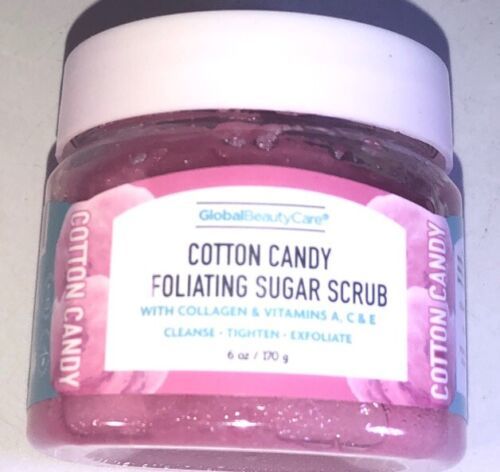 GlobalBeautyCare®
COTTON CANDY
FOLIATING SUGAR SCRUB
WITH COLLAGEN & VITAMINS A, C & E
CLEANSE - TIGHTEN - EXFOLIATE
6 oz / 170 g
COTTON CANDY
COTTON CANDY